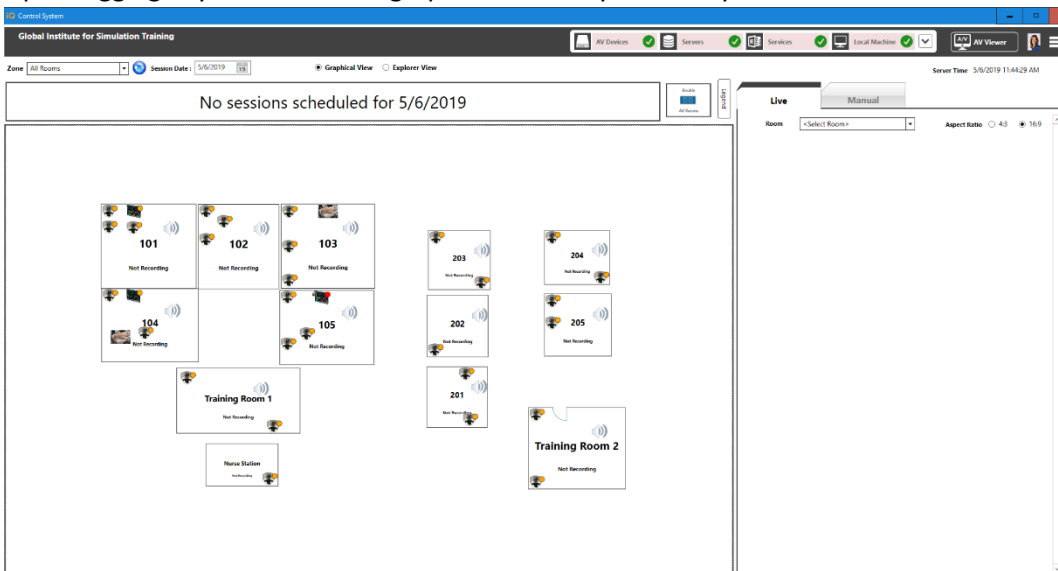 iQ Control System
Global Institute for Simulation Training
AV Devices
Servers
Services
Local Machine
A/V
AV Viewer
Zone
All Rooms
Session Date :
5/6/2019
15
Graphical View
Explorer View
Server Time 5/6/2019 11:44:29 AM
No sessions scheduled for 5/6/2019
Enable
All Rooms
Legend
Live
Manual
Room
<Select Room>
Aspect Ratio
4:3
16:9
101
Not Recording
102
Not Recording
103
Not Recording
203
Not Recording
204
Not Recording
104
Not Recording
105
Not Recording
202
Not Recording
205
Not Recording
Training Room 1
Not Recording
201
Not Recording
Training Room 2
Not Recording
Nurse Station
Not Recording